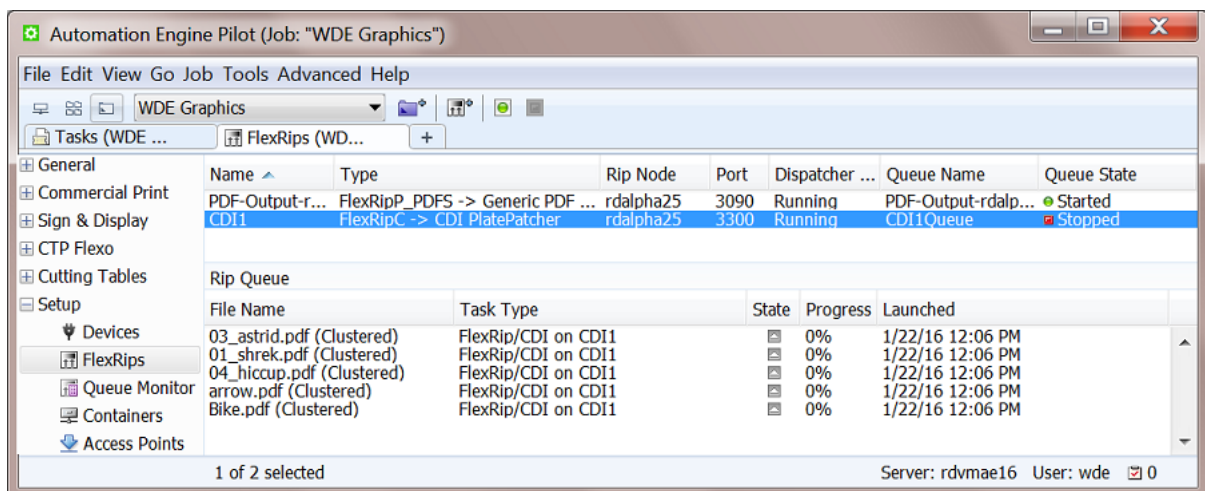 Automation Engine Pilot (Job: "WDE Graphics")
File Edit View Go Job Tools Advanced Help
WDE Graphics
Tasks (WDE ... FlexRips (WD... +
General
Commercial Print
Sign & Display
CTP Flexo
Cutting Tables
Setup
Devices
FlexRips
Queue Monitor
Containers
Access Points
Name Type Rip Node Port Dispatcher ... Queue Name Queue State
PDF-Output-r... FlexRipP_PDFS -> Generic PDF ... rdalpha25 3090 Running PDF-Output-rdalp... Started
CDI1 FlexRipC -> CDI PlatePatcher rdalpha25 3300 Running CDI1Queue Stopped
Rip Queue
File Name Task Type State Progress Launched
03_astrid.pdf (Clustered) FlexRip/CDI on CDI1 0% 1/22/16 12:06 PM
01_shrek.pdf (Clustered) FlexRip/CDI on CDI1 0% 1/22/16 12:06 PM
04_hiccup.pdf (Clustered) FlexRip/CDI on CDI1 0% 1/22/16 12:06 PM
arrow.pdf (Clustered) FlexRip/CDI on CDI1 0% 1/22/16 12:06 PM
Bike.pdf (Clustered) FlexRip/CDI on CDI1 0% 1/22/16 12:06 PM
1 of 2 selected Server: rdvmae16 User: wde 0